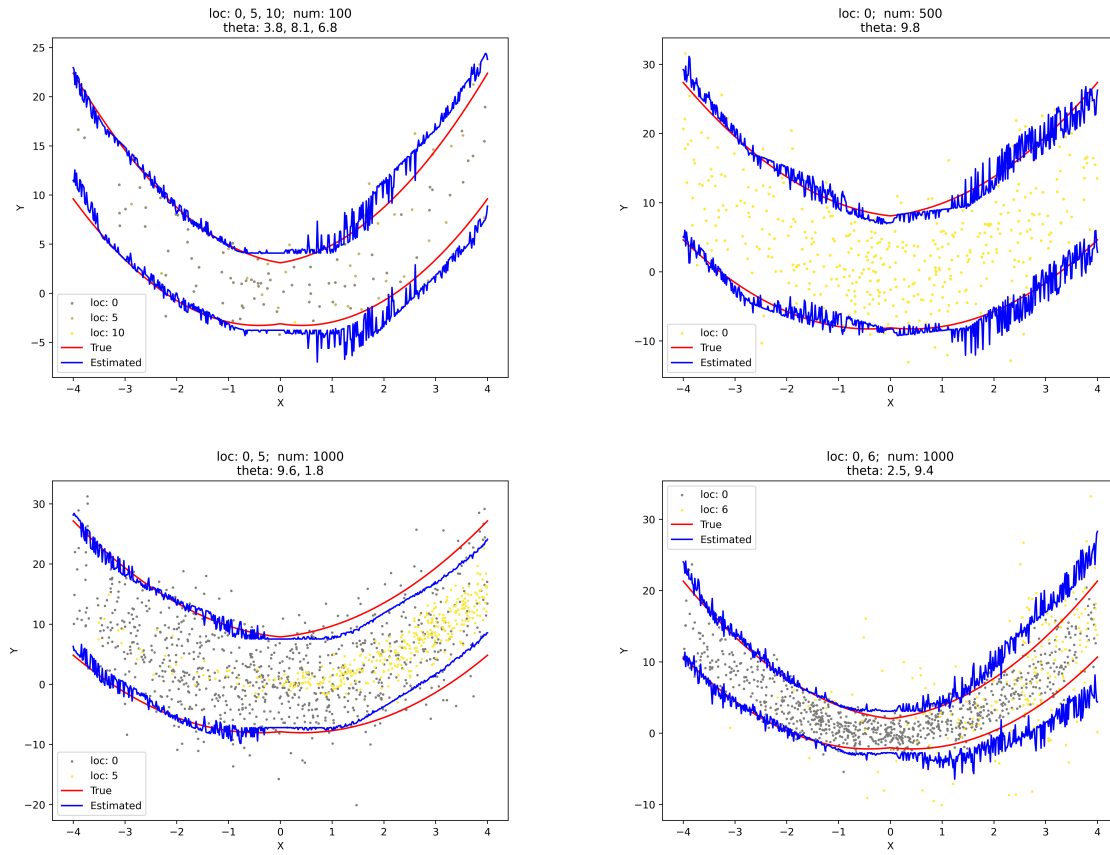 loc: 0, 5, 10;  num: 100
theta: 3.8, 8.1, 6.8
25
20
15
10
5
0
−5
Y
loc: 0
loc: 5
loc: 10
True
Estimated
−4 −3 −2 −1 0 1 2 3 4
X
loc: 0;  num: 500
theta: 9.8
30
20
10
0
−10
Y
loc: 0
True
Estimated
−4 −3 −2 −1 0 1 2 3 4
X
loc: 0, 5;  num: 1000
theta: 9.6, 1.8
30
20
10
0
−10
−20
Y
loc: 0
loc: 5
True
Estimated
−4 −3 −2 −1 0 1 2 3 4
X
loc: 0, 6;  num: 1000
theta: 2.5, 9.4
loc: 0
loc: 6
True
Estimated
30
20
10
0
−10
Y
−4 −3 −2 −1 0 1 2 3 4
X